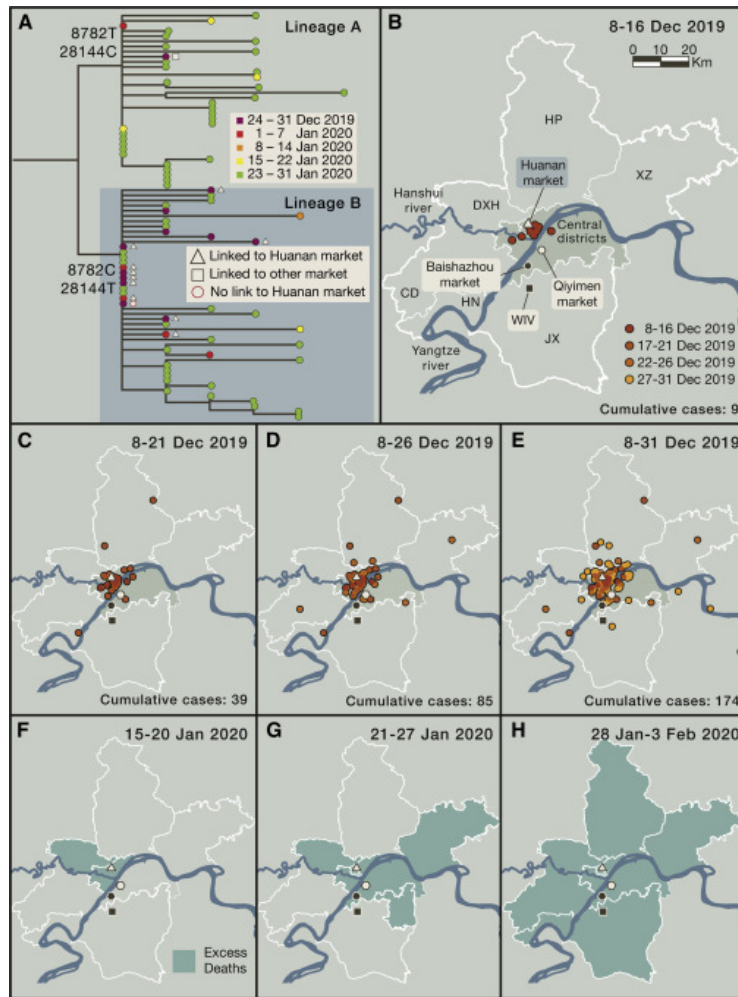 A
Lineage A
8782T
28144C
24 – 31 Dec 2019
1 – 7 Jan 2020
8 – 14 Jan 2020
15 – 22 Jan 2020
23 – 31 Jan 2020
Lineage B
Linked to Huanan market
Linked to other market
No link to Huanan market
8782C
28144T
B
8-16 Dec 2019
0 10 20
Km
HP
XZ
Huanan
market
Hanshui
river
DXH
Central
districts
Baishazhou
market
Qiyimen
market
CD
HN
WIV
JX
Yangtze
river
8-16 Dec 2019
17-21 Dec 2019
22-26 Dec 2019
27-31 Dec 2019
Cumulative cases: 9
C
8-21 Dec 2019
Cumulative cases: 39
D
8-26 Dec 2019
Cumulative cases: 85
E
8-31 Dec 2019
Cumulative cases: 174
F
15-20 Jan 2020
Excess
Deaths
G
21-27 Jan 2020
H
28 Jan-3 Feb 2020